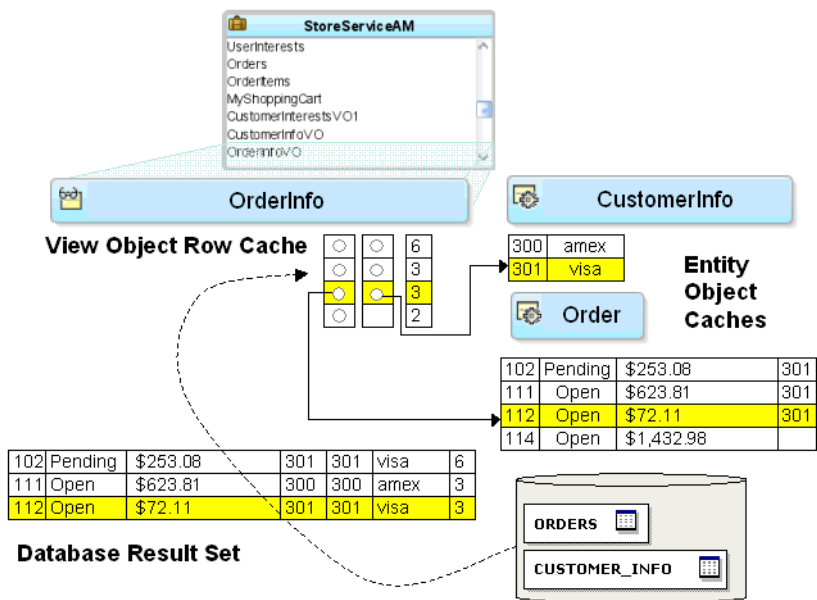 StoreServiceAM
UserInterests
Orders
OrderItems
MyShoppingCart
CustomerInterestsVO1
CustomerInfoVO
OrderInfoVO
OrderInfo
CustomerInfo
View Object Row Cache
6
3
3
2
300 amex
301 visa
Entity
Object
Caches
Order
102 Pending $253.08 301
111 Open $623.81 301
112 Open $72.11 301
114 Open $1,432.98
102 Pending $253.08 301 301 visa 6
111 Open $623.81 300 300 amex 3
112 Open $72.11 301 301 visa 3
Database Result Set
ORDERS
CUSTOMER_INFO